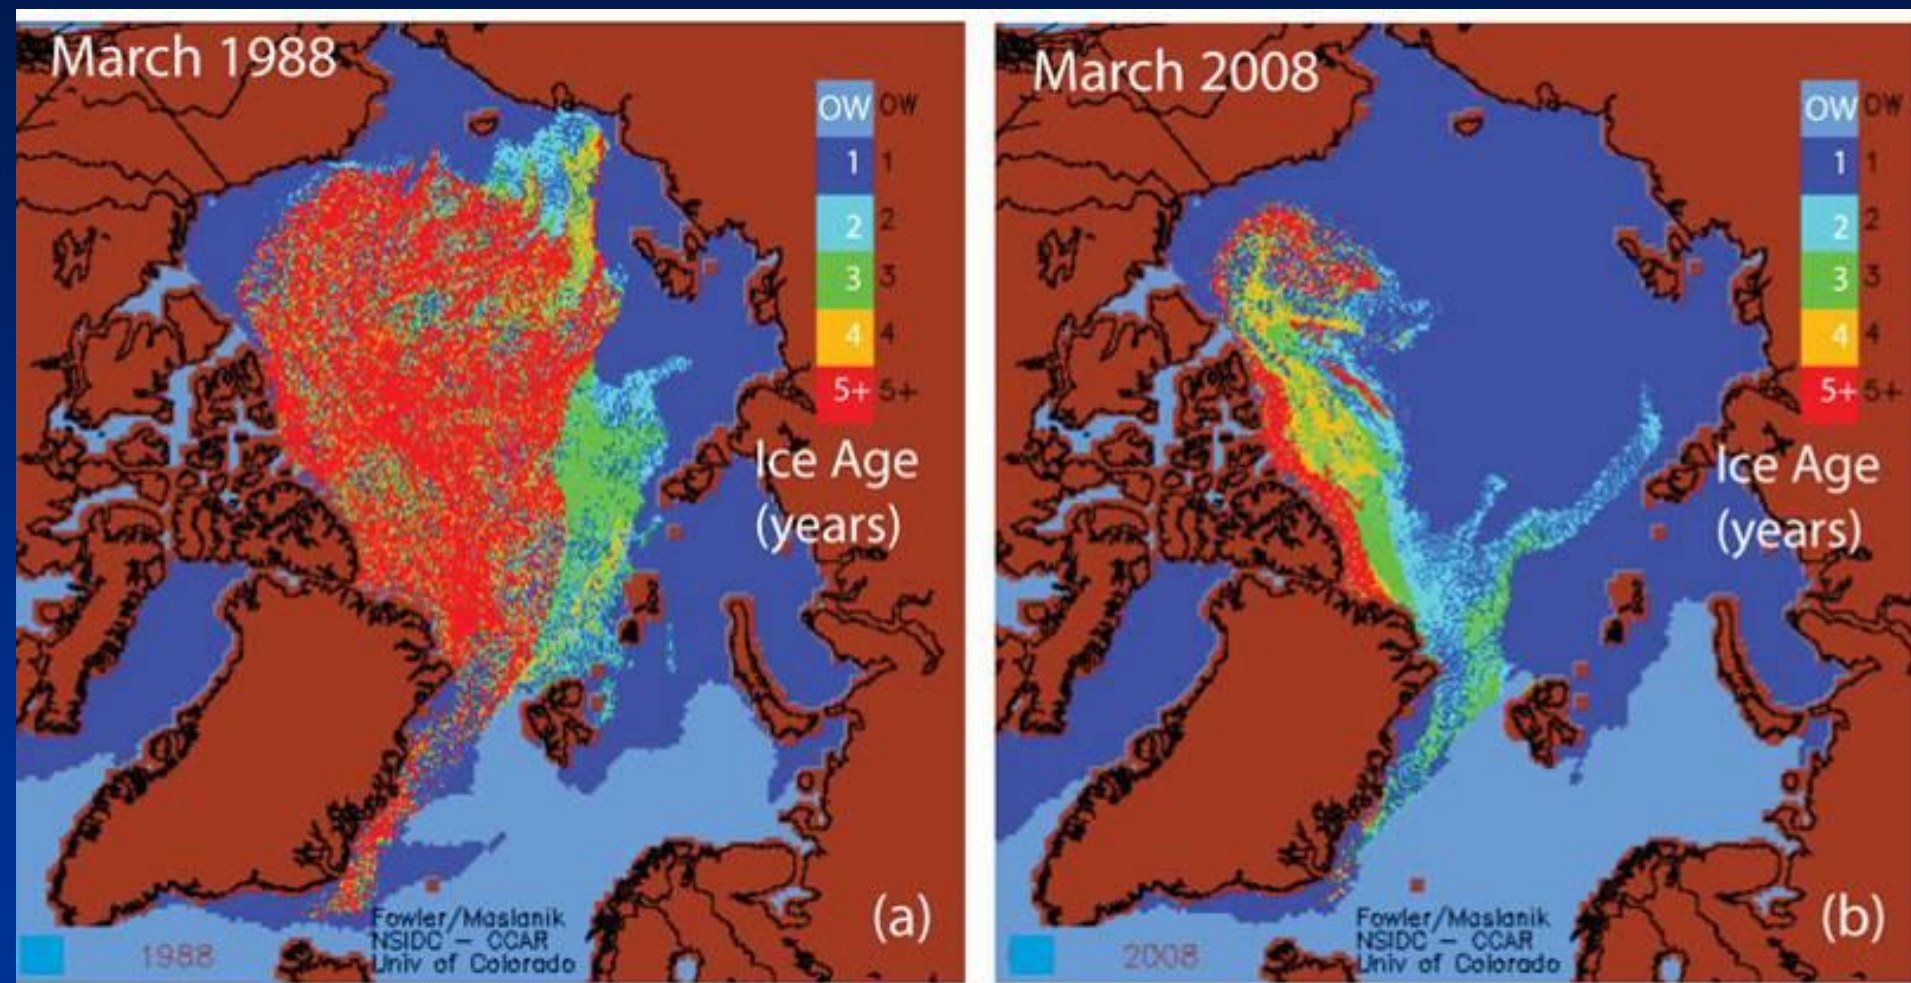 March 1988
OW OW
1 1
2 2
3 3
4 4
5+ 5+
Ice Age
(years)
(a)
Fowler/Maslanik
NSIDC – CCAR
Univ of Colorado
1988
March 2008
OW OW
1 1
2 2
3 3
4 4
5+ 5+
Ice Age
(years)
(b)
Fowler/Maslanik
NSIDC – CCAR
Univ of Colorado
2008